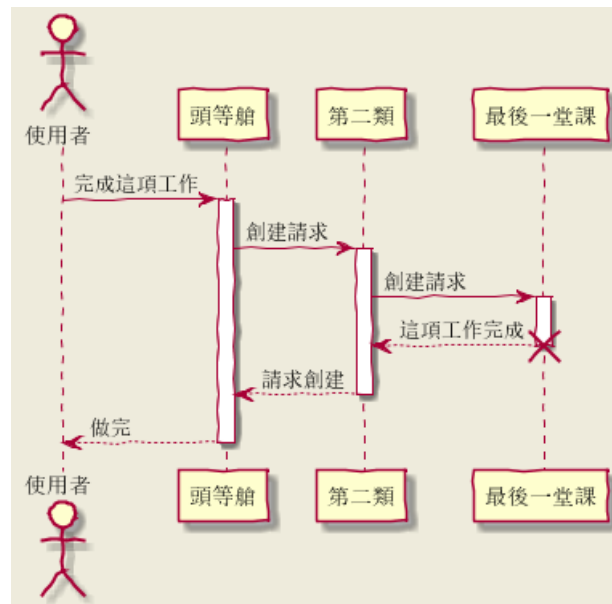 使用者
頭等艙
第二類
最後一堂課
完成這項工作
創建請求
創建請求
這項工作完成
請求創建
做完
使用者
頭等艙
第二類
最後一堂課